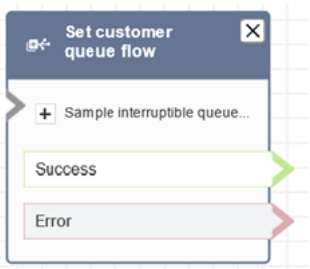 Set customer
queue flow
Sample interruptible queue...
Success
Error